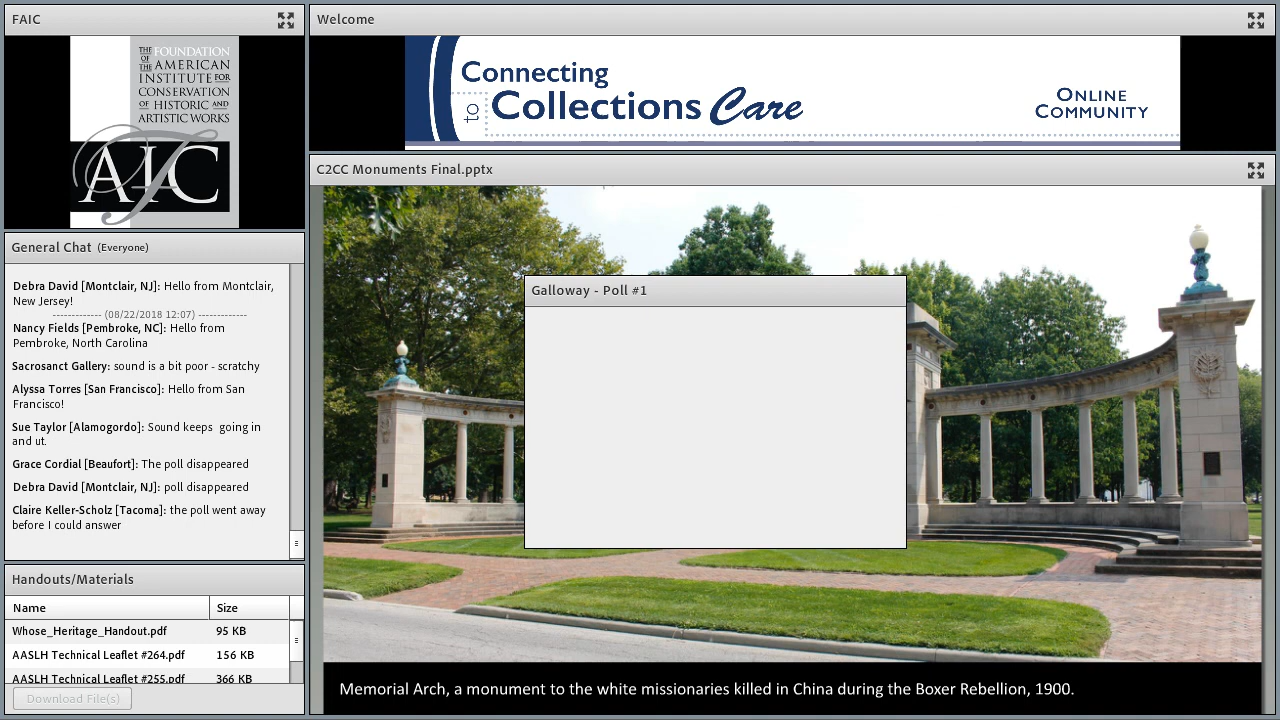 FAIC
THE FOUNDATION
OF THE AMERICAN
INSTITUTE FOR
CONSERVATION
OF HISTORIC AND
ARTISTIC WORKS
FAIC
General Chat (Everyone)
Debra David [Montclair, NJ]: Hello from Montclair,
New Jersey!
------------- (08/22/2018 12:07) -------------
Nancy Fields [Pembroke, NC]: Hello from
Pembroke, North Carolina
Sacrosanct Gallery: sound is a bit poor - scratchy
Alyssa Torres [San Francisco]: Hello from San
Francisco!
Sue Taylor [Alamogordo]: Sound keeps  going in
and ut.
Grace Cordial [Beaufort]: The poll disappeared
Debra David [Montclair, NJ]: poll disappeared
Claire Keller-Scholz [Tacoma]: the poll went away
before I could answer
Handouts/Materials
Name Size
Whose_Heritage_Handout.pdf 95 KB
AASLH Technical Leaflet #264.pdf 156 KB
AASLH Technical Leaflet #255.pdf 366 KB
Download File(s)
Welcome
Connecting
to Collections Care
ONLINE
COMMUNITY
C2CC Monuments Final.pptx
Galloway - Poll #1
Memorial Arch, a monument to the white missionaries killed in China during the Boxer Rebellion, 1900.